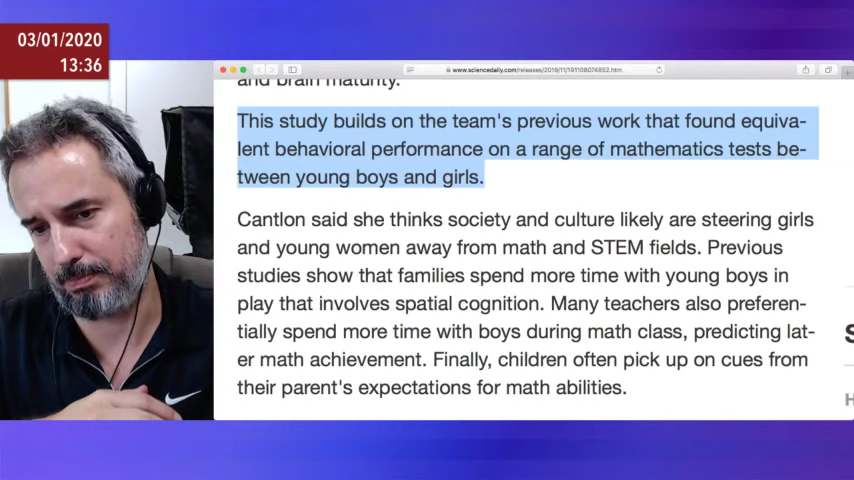 03/01/2020
13:36
www.sciencedaily.com/releases/2019/11/191108074852.htm
and brain maturity.
This study builds on the team's previous work that found equiva-
lent behavioral performance on a range of mathematics tests be-
tween young boys and girls.
Cantlon said she thinks society and culture likely are steering girls
and young women away from math and STEM fields. Previous
studies show that families spend more time with young boys in
play that involves spatial cognition. Many teachers also preferen-
tially spend more time with boys during math class, predicting lat-
er math achievement. Finally, children often pick up on cues from
their parent's expectations for math abilities.
S
H